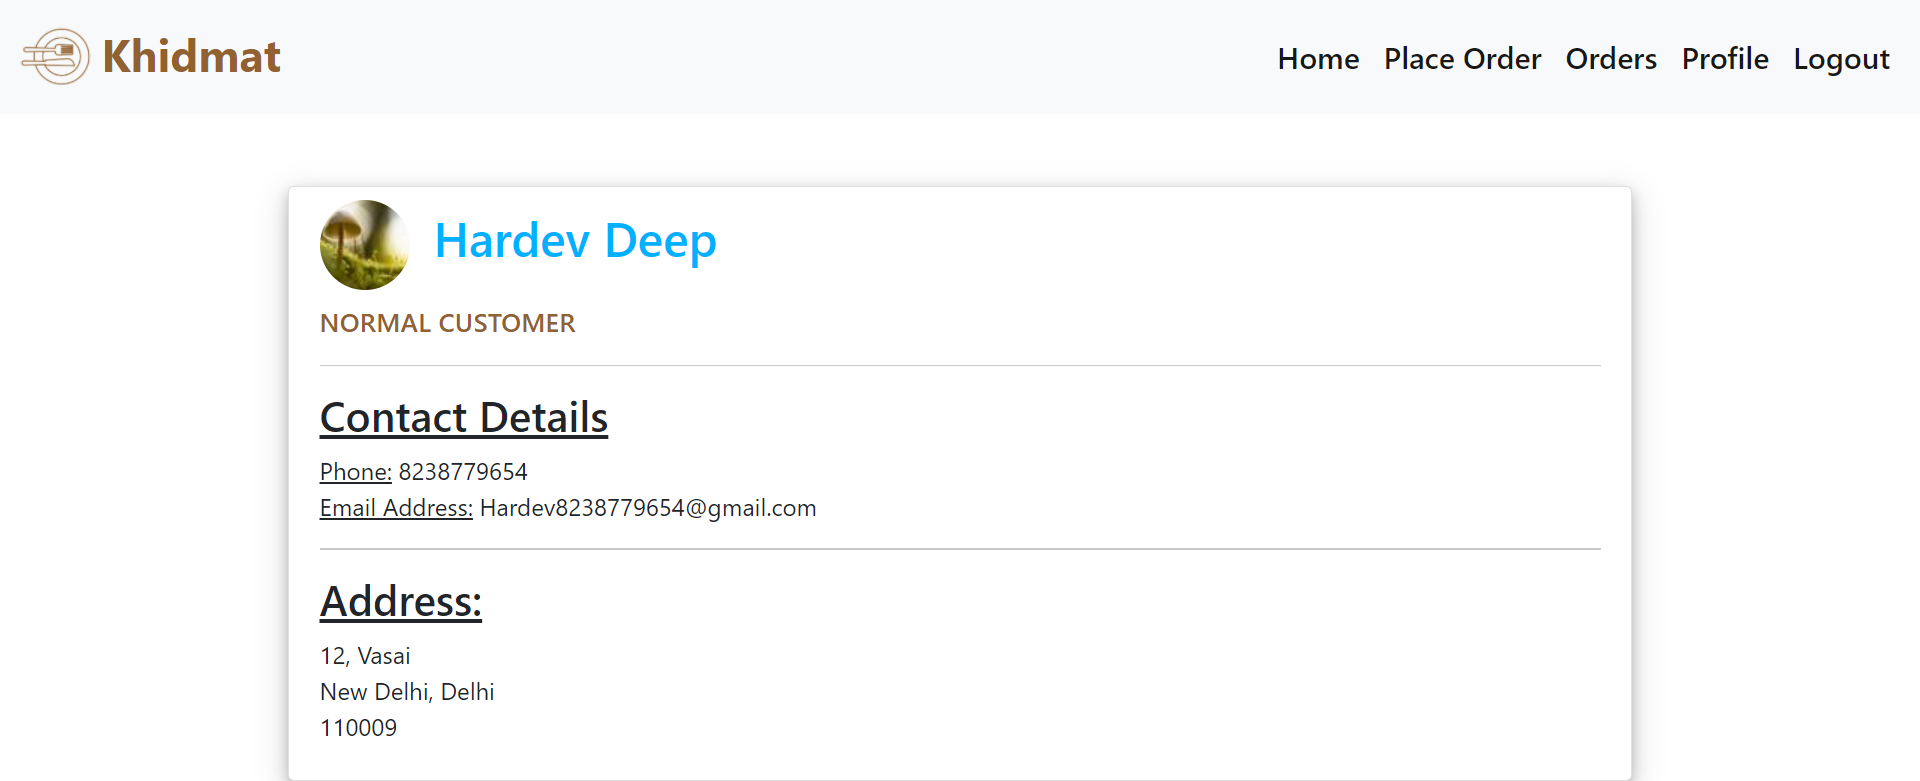 Khidmat
Home Place Order Orders Profile Logout
Hardev Deep
NORMAL CUSTOMER
Contact Details
Phone: 8238779654
Email Address: Hardev8238779654@gmail.com
Address:
12, Vasai
New Delhi, Delhi
110009